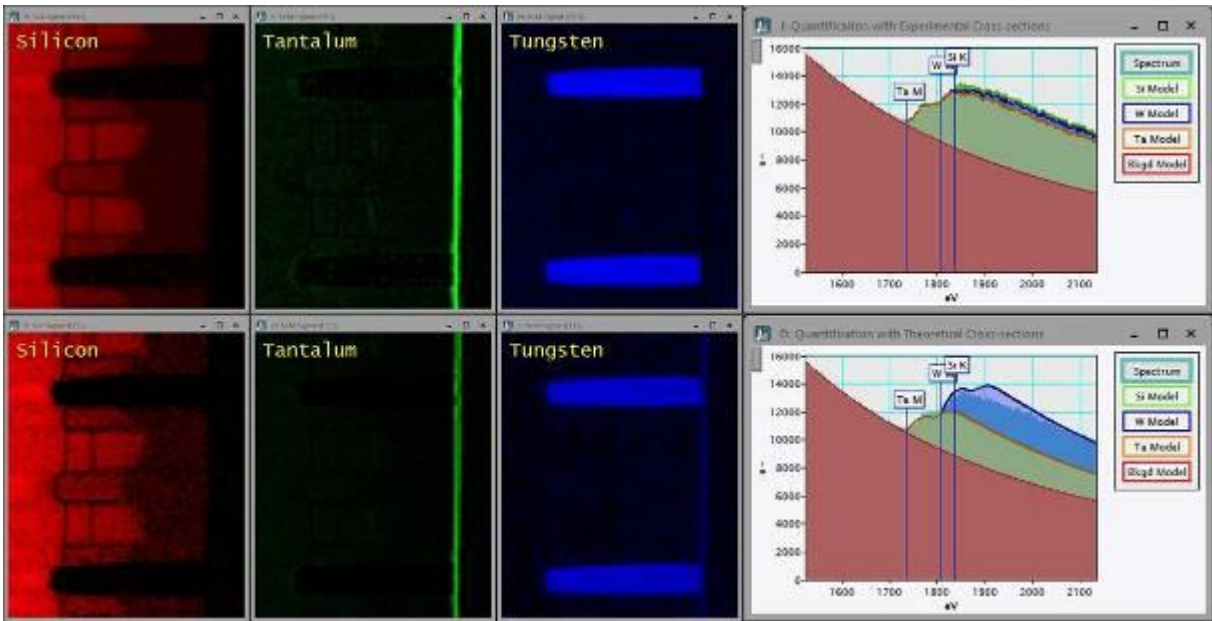 Silicon
Tantalum
Tungsten
Quantification with Experimental Cross-sections
16000
14000
12000
10000
8000
6000
4000
2000
0
Ta M
W
Si K
1600
1700
1800
1900
2000
2100
eV
Spectrum
Si Model
W Model
Ta Model
Bkgd Model
Silicon
Tantalum
Tungsten
Quantification with Theoretical Cross-sections
16000
14000
12000
10000
8000
6000
4000
2000
0
Ta M
W
Si K
1600
1700
1800
1900
2000
2100
eV
Spectrum
Si Model
W Model
Ta Model
Bkgd Model